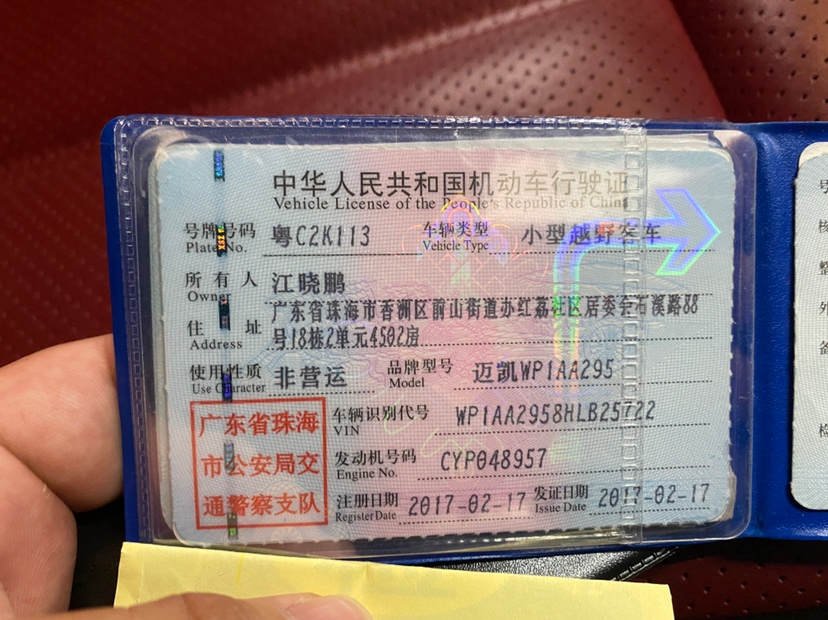 中华人民共和国机动车行驶证
Vehicle License of the People's Republic of China
号牌号码 粤C2K113 车辆类型 小型越野客车
Plate No. Vehicle Type
所有人 江晓鹏
Owner
住址 广东省珠海市香洲区前山街道办红荔社区居委会石溪路88
Address 号18栋2单元4502房
使用性质 非营运 品牌型号 迈凯WP1AA295
Use Character Model
广东省珠海
市公安局交
通警察支队
车辆识别代号 WP1AA2958HLB25722
VIN
发动机号码 CYP048957
Engine No.
注册日期 2017-02-17 发证日期 2017-02-17
Register Date Issue Date
号
核
整
外
备
检